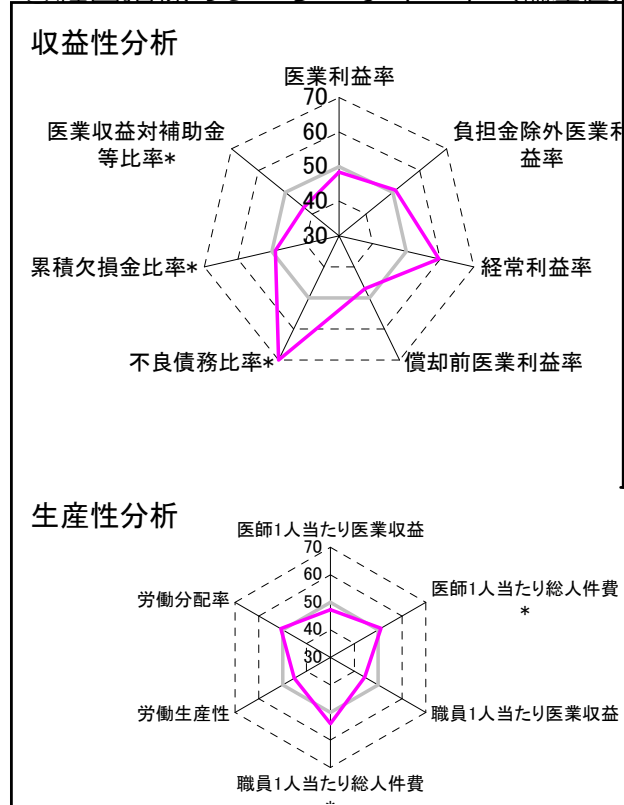 収益性分析
医業利益率
70
60
50
40
30
負担金除外医業利
益率
経常利益率
償却前医業利益率
不良債務比率*
累積欠損金比率*
医業収益対補助金
等比率*
生産性分析
医師1人当たり医業収益
70
60
50
40
30
医師1人当たり総人件費
*
職員1人当たり医業収益
職員1人当たり総人件費
*
労働生産性
労働分配率